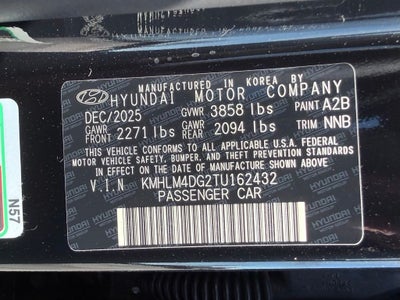 MANUFACTURED IN KOREA BY
HYUNDAI MOTOR COMPANY
DEC/2025 GVWR 3858 lbs PAINT A2B
GAWR FRONT 2271 lbs GAWR REAR 2094 lbs TRIM NNB
THIS VEHICLE CONFORMS TO ALL APPLICABLE U.S.A FEDERAL
MOTOR VEHICLE SAFETY, BUMPER, AND THEFT PREVENTION STANDARDS
IN EFFECT ON THE DATE OF MANUFACTURE SHOWN ABOVE.
V.I.N KMHLM4DG2TU162432
PASSENGER CAR
N57